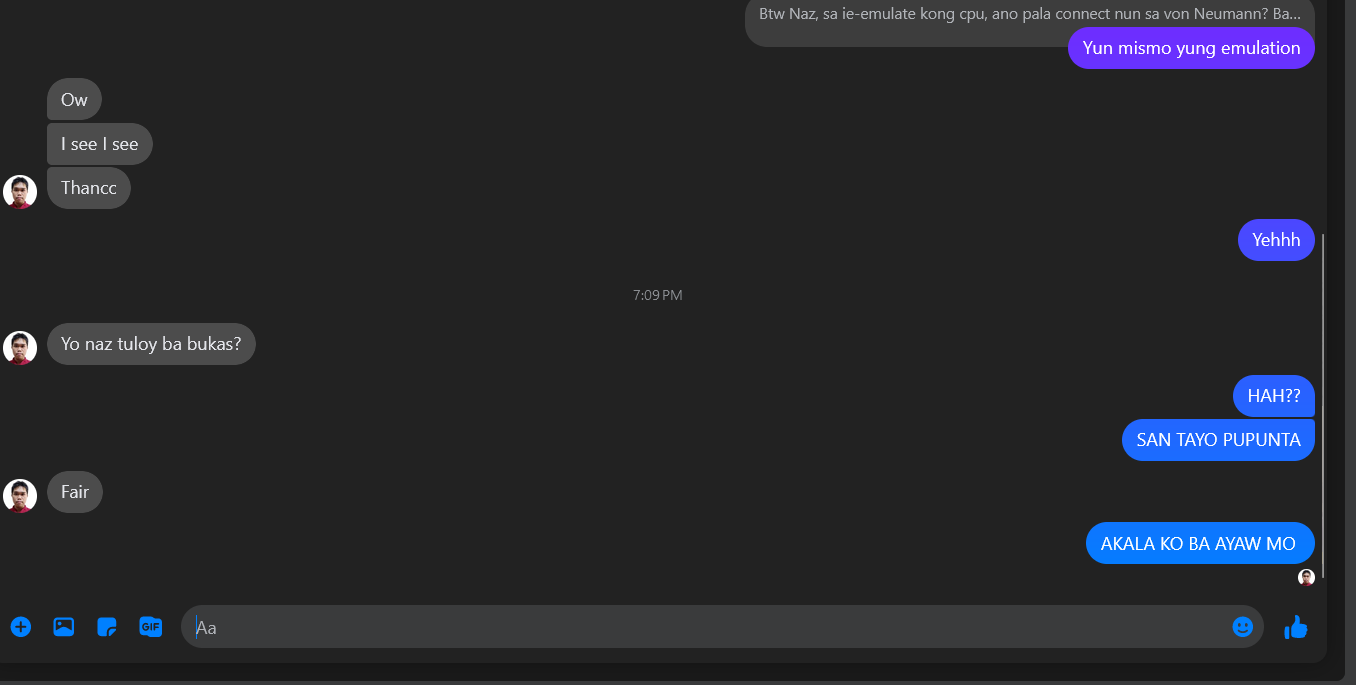 Btw Naz, sa ie-emulate kong cpu, ano pala connect nun sa von Neumann? Ba...
Yun mismo yung emulation
Ow
I see I see
Thancc
Yehhh
7:09 PM
Yo naz tuloy ba bukas?
HAH??
SAN TAYO PUPUNTA
Fair
AKALA KO BA AYAW MO
GIF
Aa